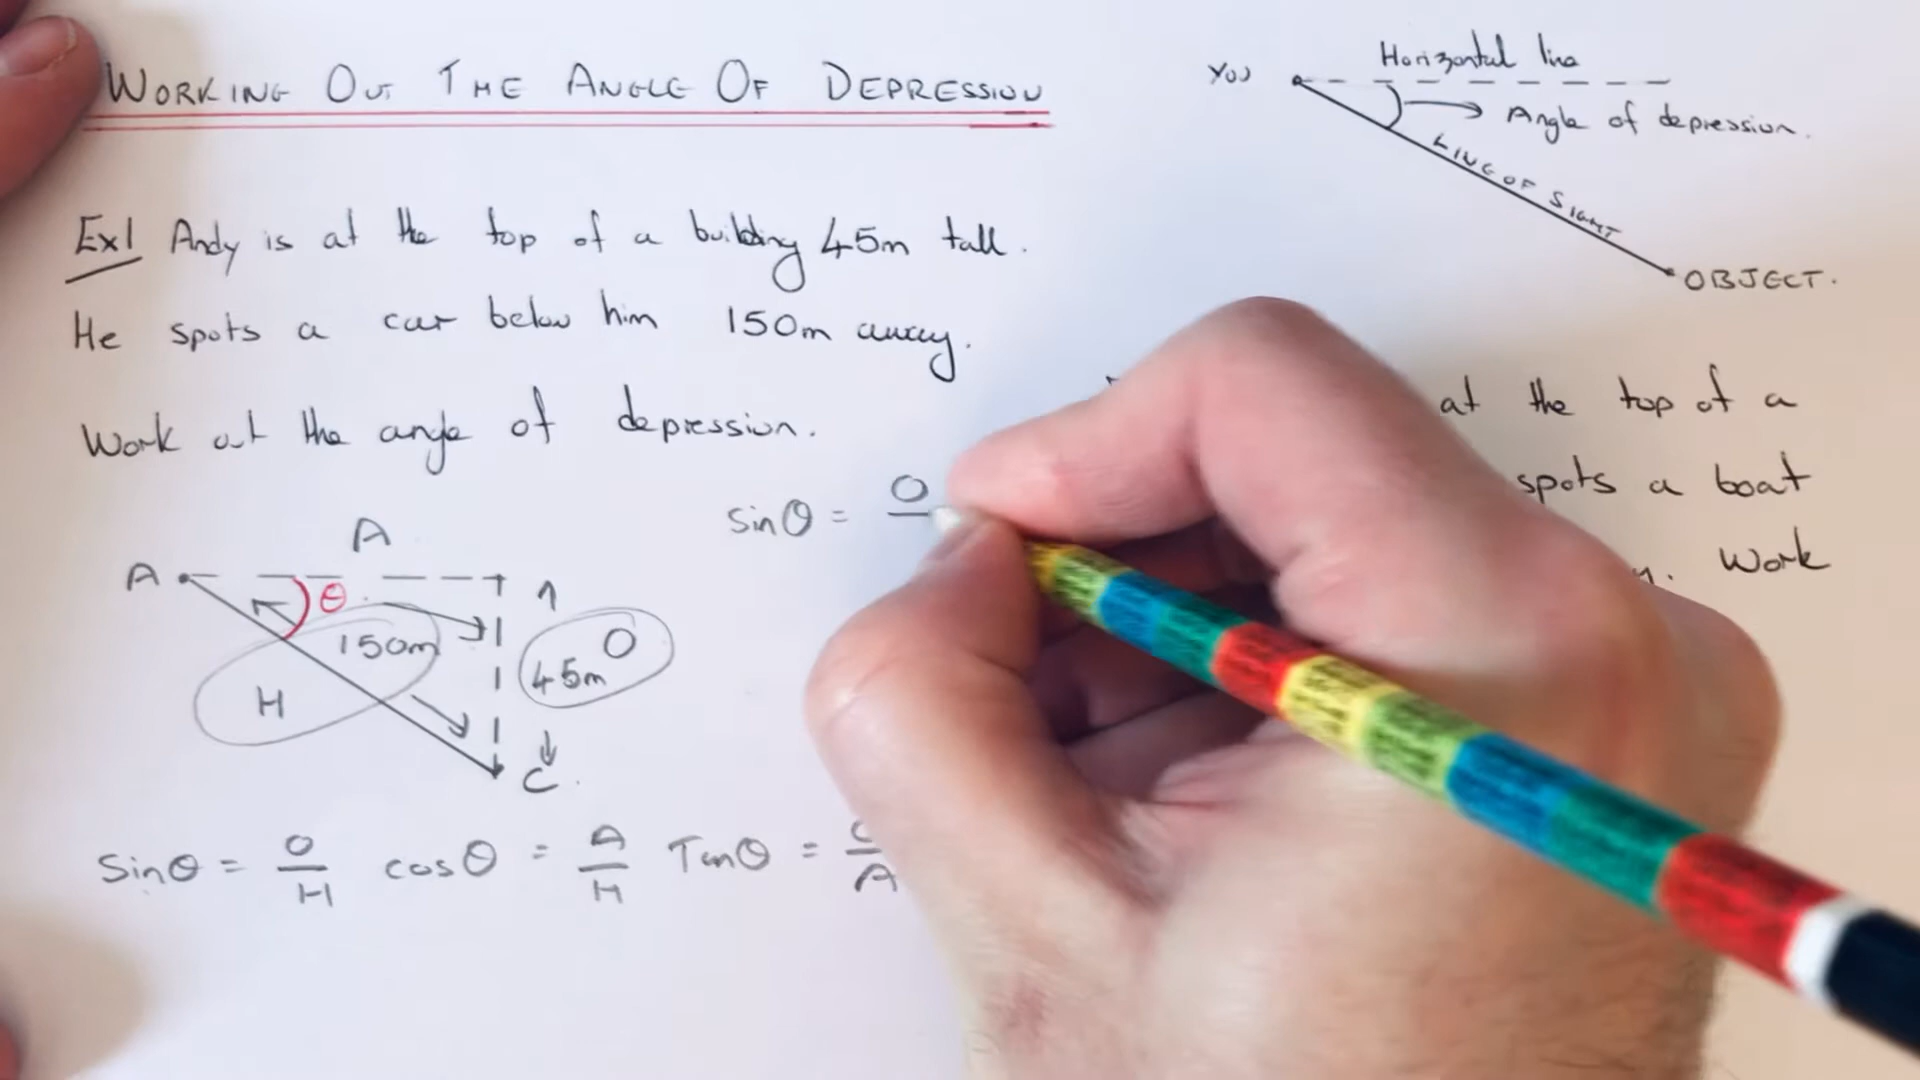 WORKING OUT THE ANGLE OF DEPRESSION
YOU
Horizontal line
Angle of depression.
LINE OF SIGHT
OBJECT.
Ex1 Andy is at the top of a building 45m tall.
He spots a car below him 150m away.
Work out the angle of depression.
at the top of a
spots a boat
Work
sinθ = O
A
A
θ
150m
H
O
45m
C
Sinθ = O/H cosθ = A/H Tanθ = O/A